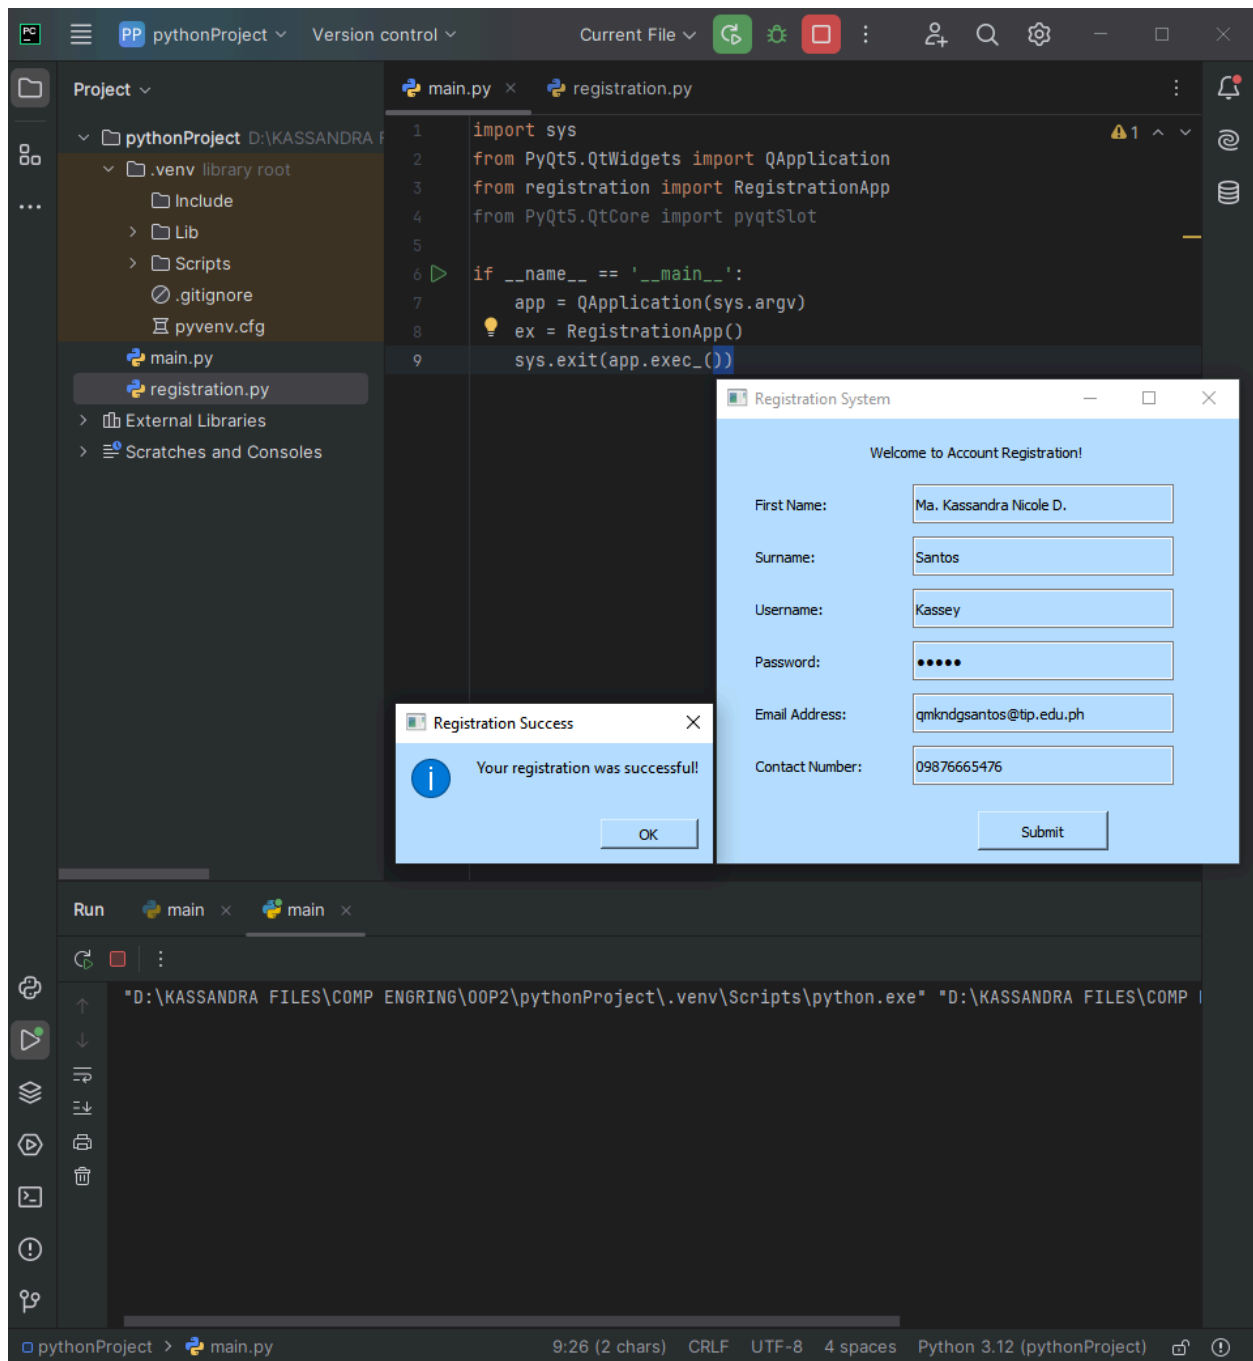 PC
PP pythonProject Version control Current File
Project
main.py registration.py
pythonProject D:\KASSANDRA
.venv library root
Include
Lib
Scripts
.gitignore
pyvenv.cfg
main.py
registration.py
External Libraries
Scratches and Consoles
1 import sys
2 from PyQt5.QtWidgets import QApplication
3 from registration import RegistrationApp
4 from PyQt5.QtCore import pyqtSlot
5
6 if __name__ == '__main__':
7 app = QApplication(sys.argv)
8 ex = RegistrationApp()
9 sys.exit(app.exec_())
1
Registration System
Welcome to Account Registration!
First Name: Ma. Kassandra Nicole D.
Surname: Santos
Username: Kassey
Password: •••••
Email Address: qmkndgsantos@tip.edu.ph
Contact Number: 09876665476
Submit
Registration Success
Your registration was successful!
OK
Run main main
"D:\KASSANDRA FILES\COMP ENGRING\OOP2\pythonProject\.venv\Scripts\python.exe" "D:\KASSANDRA FILES\COMP
pythonProject > main.py 9:26 (2 chars) CRLF UTF-8 4 spaces Python 3.12 (pythonProject)